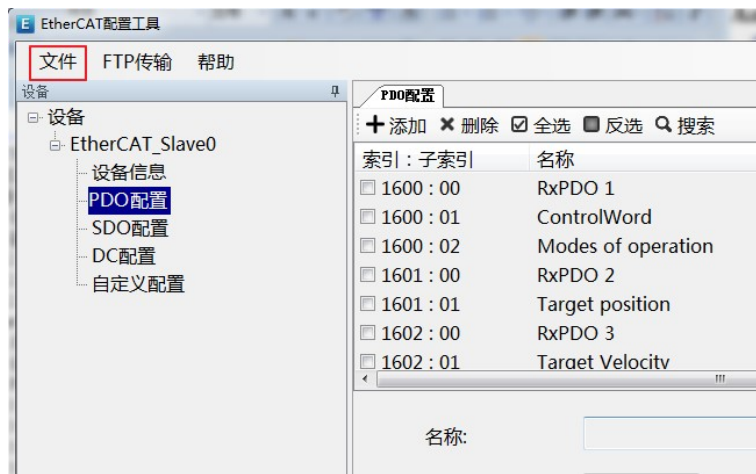 EtherCAT配置工具
文件 FTP传输 帮助
设备
设备
EtherCAT_Slave0
设备信息
PDO配置
SDO配置
DC配置
自定义配置
PDO配置
添加 删除 全选 反选 搜索
索引：子索引 名称
1600 : 00 RxPDO 1
1600 : 01 ControlWord
1600 : 02 Modes of operation
1601 : 00 RxPDO 2
1601 : 01 Target position
1602 : 00 RxPDO 3
1602 : 01 Target Velocity
名称: